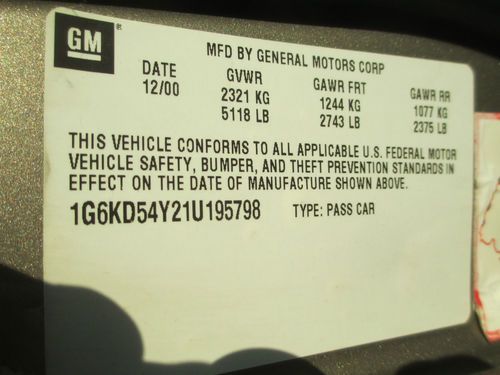 GM
MFD BY GENERAL MOTORS CORP
DATE GVWR GAWR FRT GAWR RR
12/00 2321 KG 1244 KG 1077 KG
5118 LB 2743 LB 2375 LB
THIS VEHICLE CONFORMS TO ALL APPLICABLE U.S. FEDERAL MOTOR
VEHICLE SAFETY, BUMPER, AND THEFT PREVENTION STANDARDS IN
EFFECT ON THE DATE OF MANUFACTURE SHOWN ABOVE.
1G6KD54Y21U195798 TYPE: PASS CAR